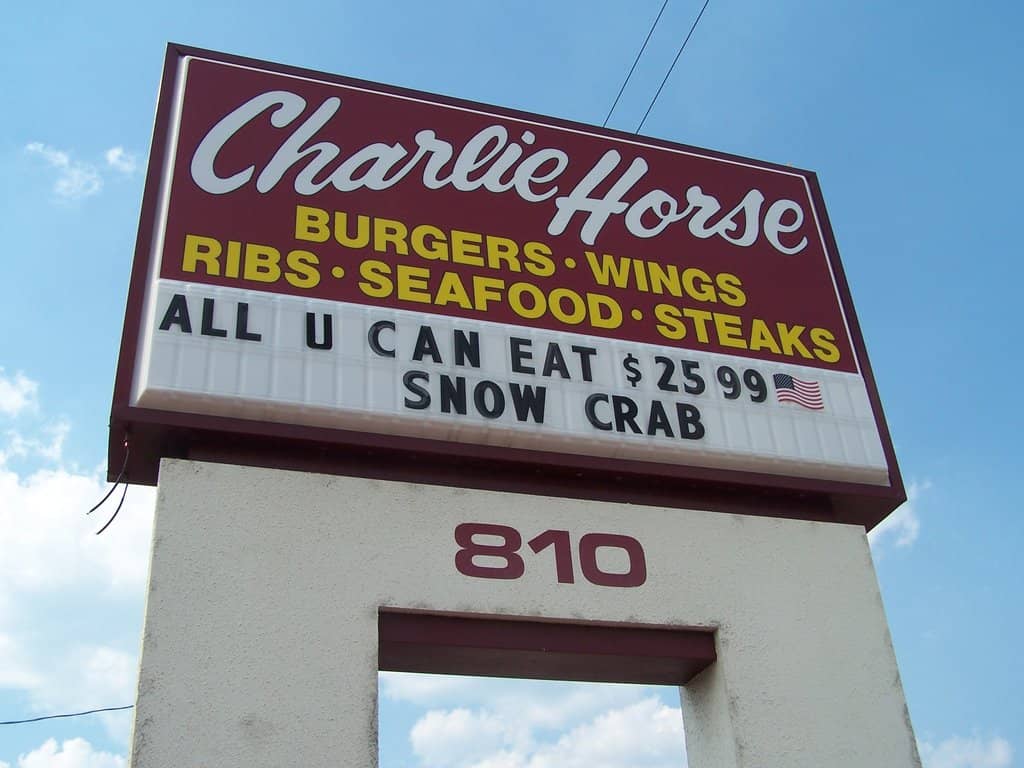 Charlie Horse
BURGERS · WINGS
RIBS · SEAFOOD · STEAKS
ALL U CAN EAT $25 99
SNOW CRAB
810